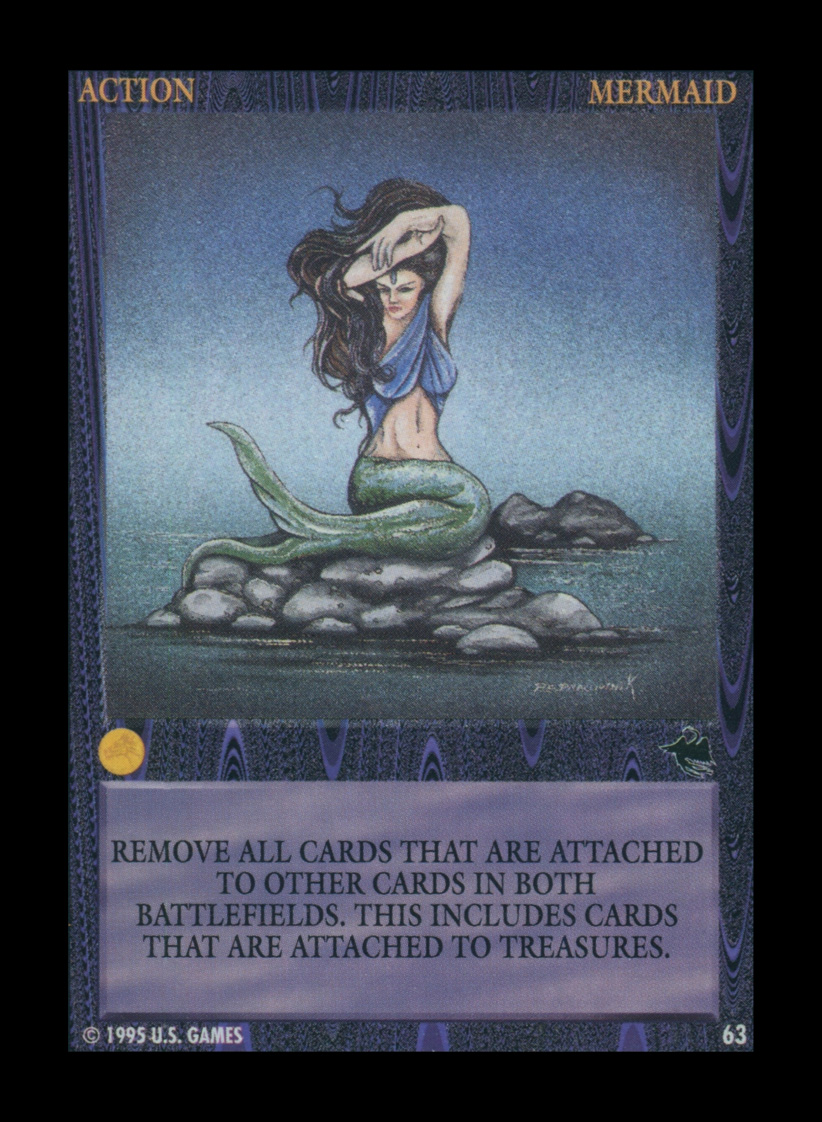 ACTION
MERMAID
REMOVE ALL CARDS THAT ARE ATTACHED
TO OTHER CARDS IN BOTH
BATTLEFIELDS. THIS INCLUDES CARDS
THAT ARE ATTACHED TO TREASURES.
© 1995 U.S. GAMES
63